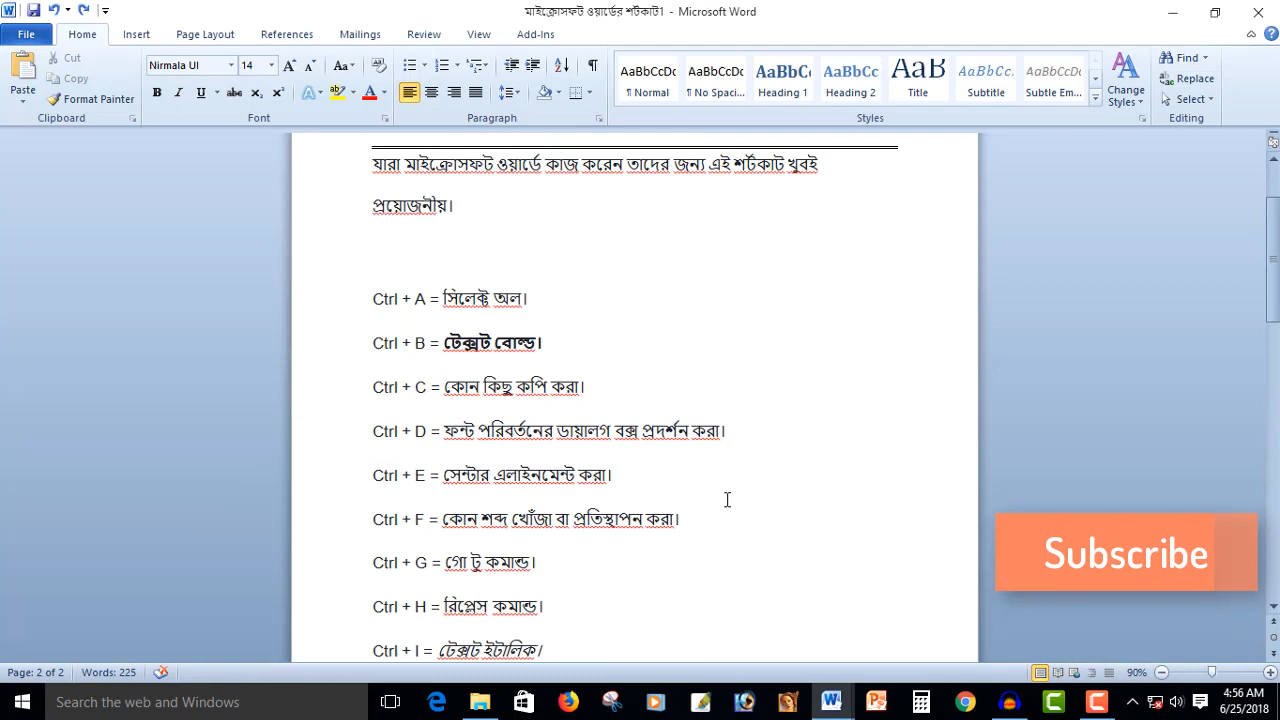 মাইক্রোসফট ওয়ার্ডের শর্টকাট1 - Microsoft Word
File Home Insert Page Layout References Mailings Review View Add-Ins
Paste
Cut
Copy
Format Painter
Clipboard
Nirmala UI 14
Font
Paragraph
AaBbCcDc AaBbCcDc AaBbCc AaBbCc AaB AaBbCcI AaBbCcDc
¶ Normal ¶ No Spaci... Heading 1 Heading 2 Title Subtitle Subtle Em...
Change Styles
Styles
Find
Replace
Select
Editing
যারা মাইক্রোসফট ওয়ার্ডে কাজ করেন তাদের জন্য এই শর্টকাট খুবই
প্রয়োজনীয়।
Ctrl + A = সিলেক্ট অল।
Ctrl + B = টেক্সট বোল্ড।
Ctrl + C = কোন কিছু কপি করা।
Ctrl + D = ফন্ট পরিবর্তনের ডায়ালগ বক্স প্রদর্শন করা।
Ctrl + E = সেন্টার এলাইনমেন্ট করা।
Ctrl + F = কোন শব্দ খোঁজা বা প্রতিস্থাপন করা।
Ctrl + G = গো টু কমান্ড।
Ctrl + H = রিপ্লেস কমান্ড।
Ctrl + I = টেক্সট ইটালিক।
Subscribe
Page: 2 of 2 Words: 225 90%
Search the web and Windows
4:56 AM
6/25/2018